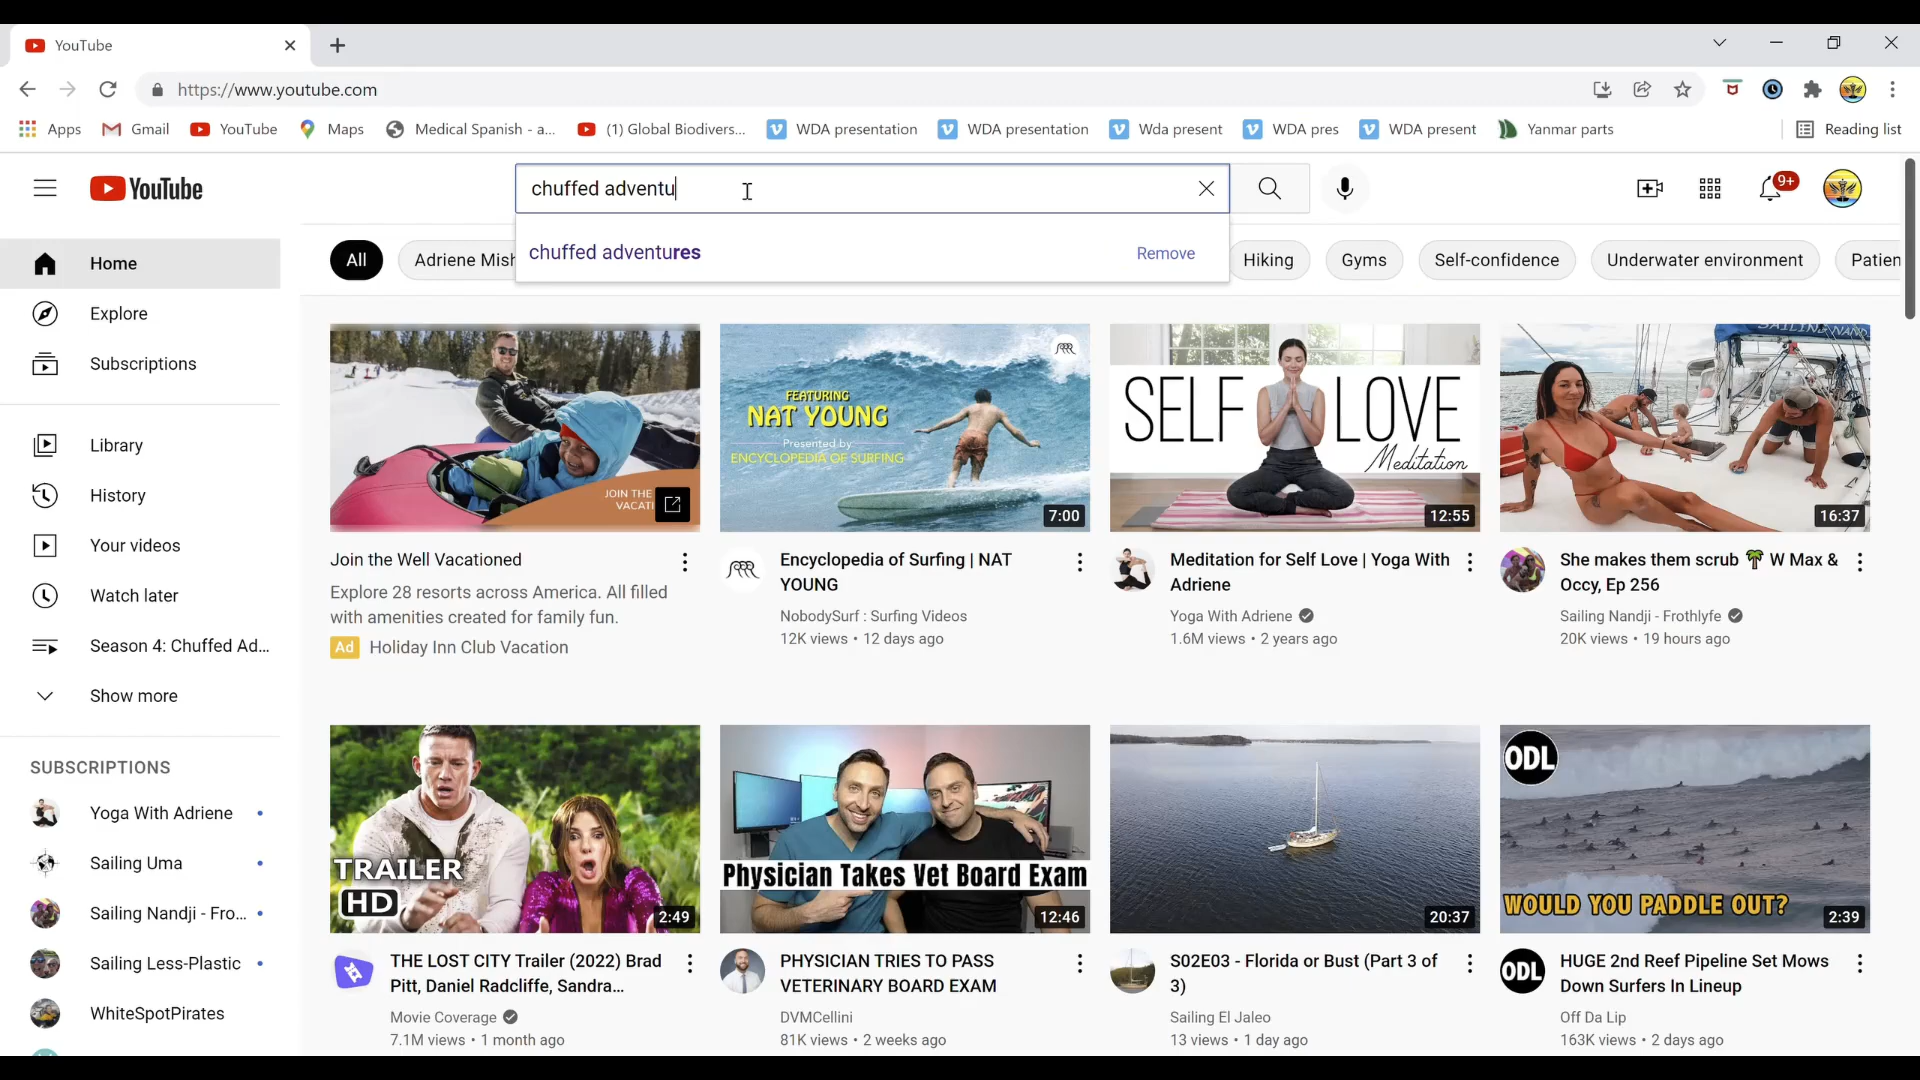 YouTube
https://www.youtube.com
Apps
Gmail
YouTube
Maps
Medical Spanish - a...
(1) Global Biodivers...
WDA presentation
WDA presentation
Wda present
WDA pres
WDA present
Yanmar parts
Reading list
YouTube
chuffed adventu
9+
chuffed adventures
Remove
Home
Explore
Subscriptions
Library
History
Your videos
Watch later
Season 4: Chuffed Ad...
Show more
SUBSCRIPTIONS
Yoga With Adriene
Sailing Uma
Sailing Nandji - Fro...
Sailing Less-Plastic
WhiteSpotPirates
All
Adriene Mish
Hiking
Gyms
Self-confidence
Underwater environment
Patien
JOIN THE
VACATI
Join the Well Vacationed
Explore 28 resorts across America. All filled
with amenities created for family fun.
Ad Holiday Inn Club Vacation
FEATURING
NAT YOUNG
Presented by:
ENCYCLOPEDIA OF SURFING
7:00
Encyclopedia of Surfing | NAT
YOUNG
NobodySurf : Surfing Videos
12K views • 12 days ago
SELF LOVE
Meditation
12:55
Meditation for Self Love | Yoga With
Adriene
Yoga With Adriene
1.6M views • 2 years ago
SAILING NAND
16:37
She makes them scrub 🌴 W Max &
Occy, Ep 256
Sailing Nandji - Frothlyfe
20K views • 19 hours ago
TRAILER
HD
2:49
THE LOST CITY Trailer (2022) Brad
Pitt, Daniel Radcliffe, Sandra...
Movie Coverage
7.1M views • 1 month ago
Physician Takes Vet Board Exam
12:46
PHYSICIAN TRIES TO PASS
VETERINARY BOARD EXAM
DVMCellini
81K views • 2 weeks ago
20:37
S02E03 - Florida or Bust (Part 3 of
3)
Sailing El Jaleo
13 views • 1 day ago
ODL
WOULD YOU PADDLE OUT?
2:39
ODL
HUGE 2nd Reef Pipeline Set Mows
Down Surfers In Lineup
Off Da Lip
163K views • 2 days ago